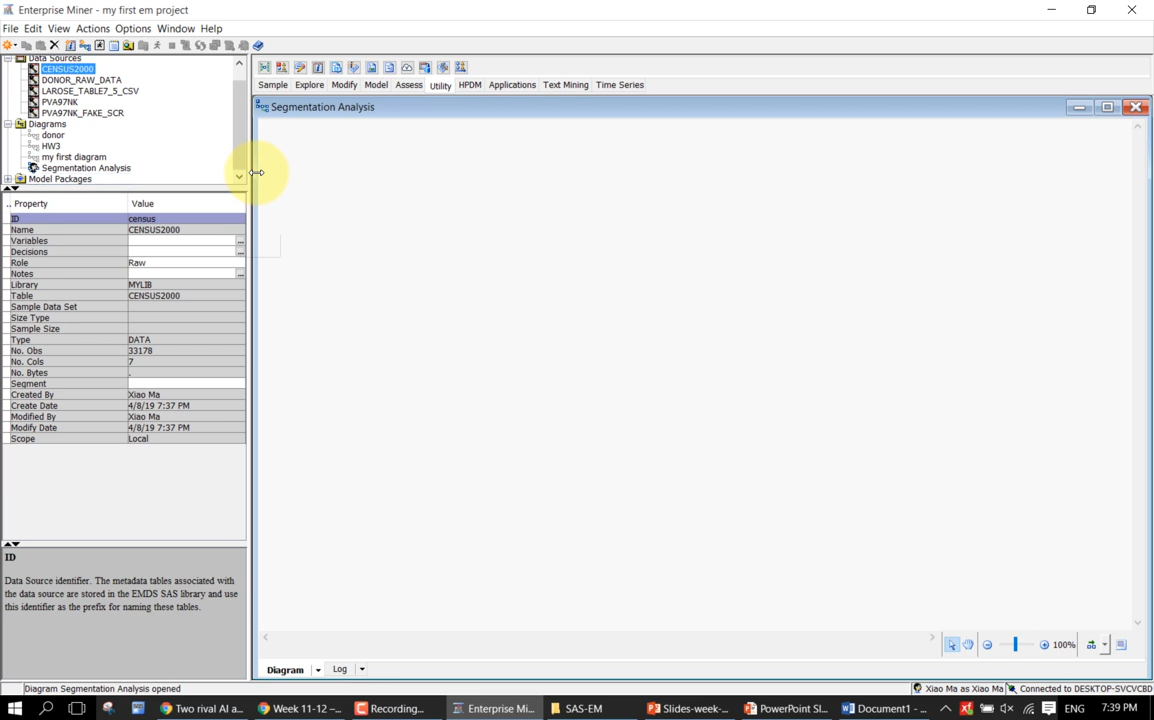 Enterprise Miner - my first em project
File Edit View Actions Options Window Help
Data Sources
CENSUS2000
DONOR_RAW_DATA
LAROSE_TABLE7_5_CSV
PVA97NK
PVA97NK_FAKE_SCR
Diagrams
donor
HW3
my first diagram
Segmentation Analysis
Model Packages
Sample Explore Modify Model Assess Utility HPDM Applications Text Mining Time Series
Segmentation Analysis
.. Property Value
ID census
Name CENSUS2000
Variables ...
Decisions ...
Role Raw
Notes ...
Library MYLIB
Table CENSUS2000
Sample Data Set
Size Type
Sample Size
Type DATA
No. Obs 33178
No. Cols 7
No. Bytes .
Segment
Created By Xiao Ma
Create Date 4/8/19 7:37 PM
Modified By Xiao Ma
Modify Date 4/8/19 7:37 PM
Scope Local
ID
Data Source identifier. The metadata tables associated with
the data source are stored in the EMDS SAS library and use
this identifier as the prefix for naming these tables.
100%
Diagram Log
Diagram Segmentation Analysis opened
Xiao Ma as Xiao Ma Connected to DESKTOP-SVCVCBD
Two rival AI a... Week 11-12 –... Recording... Enterprise Mi... SAS-EM Slides-week-... PowerPoint Sl... Document1 - ... ENG 7:39 PM